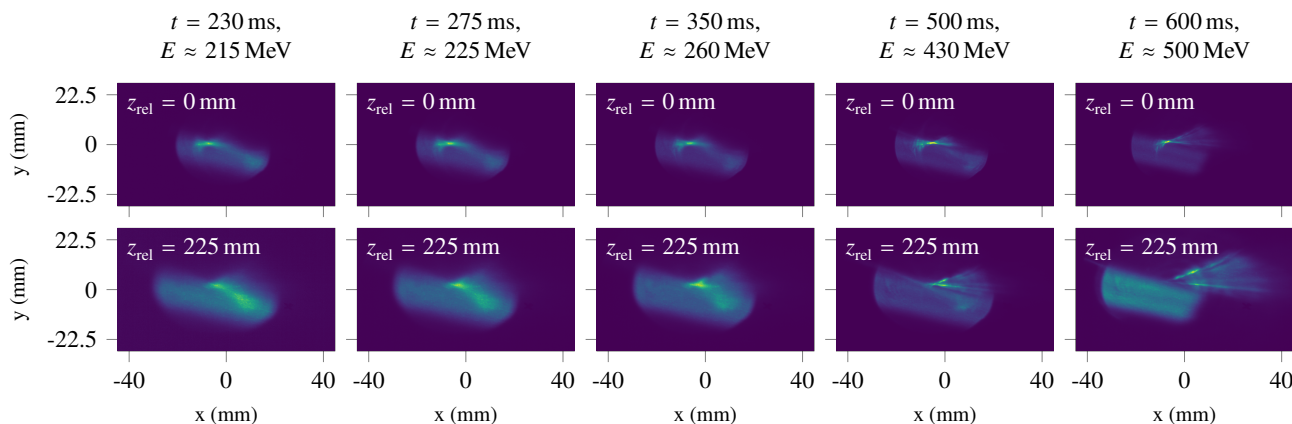 t = 230 ms,
E ≈ 215 MeV
t = 275 ms,
E ≈ 225 MeV
t = 350 ms,
E ≈ 260 MeV
t = 500 ms,
E ≈ 430 MeV
t = 600 ms,
E ≈ 500 MeV
22.5
0
-22.5
y (mm)
z_rel = 0 mm
z_rel = 0 mm
z_rel = 0 mm
z_rel = 0 mm
z_rel = 0 mm
22.5
0
-22.5
y (mm)
z_rel = 225 mm
z_rel = 225 mm
z_rel = 225 mm
z_rel = 225 mm
z_rel = 225 mm
-40 0 40
-40 0 40
-40 0 40
-40 0 40
-40 0 40
x (mm)
x (mm)
x (mm)
x (mm)
x (mm)